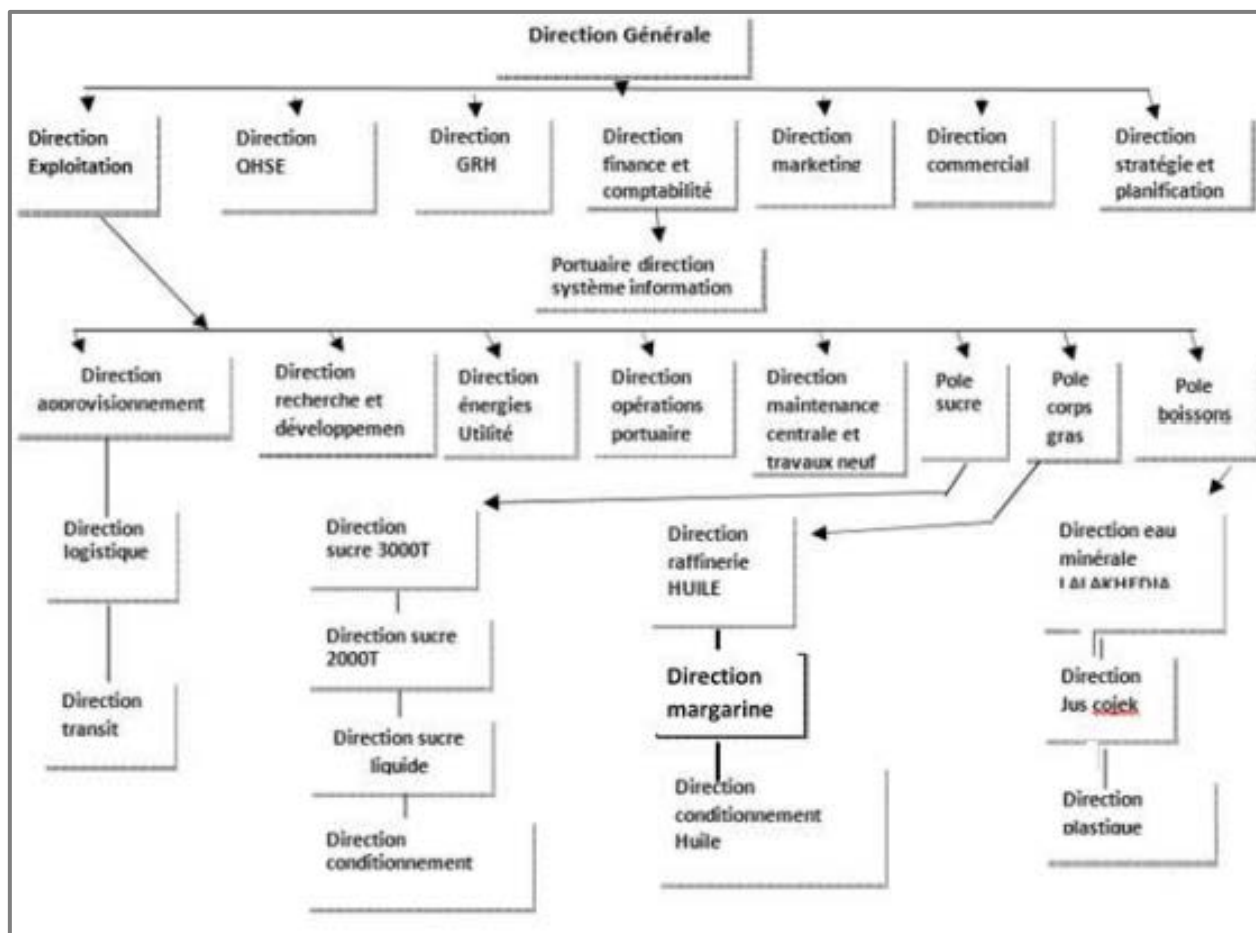 Direction Générale
Direction
Exploitation
Direction
QHSE
Direction
GRH
Direction
finance et
comptabilité
Direction
marketing
Direction
commercial
Direction
stratégie et
planification
Portuaire direction
système information
Direction
approvisionnement
Direction
recherche et
développemen
Direction
énergies
Utilité
Direction
opérations
portuaire
Direction
maintenance
centrale et
travaux neuf
Pole
sucre
Pole
corps
gras
Pole
boissons
Direction
logistique
Direction
transit
Direction
sucre 3000T
Direction sucre
2000T
Direction sucre
liquide
Direction
conditionnement
Direction
raffinerie
HUILE
Direction
margarine
Direction
conditionnement
Huile
Direction eau
minérale
LALAKHEDIA
Direction
Jus cojek
Direction
plastique